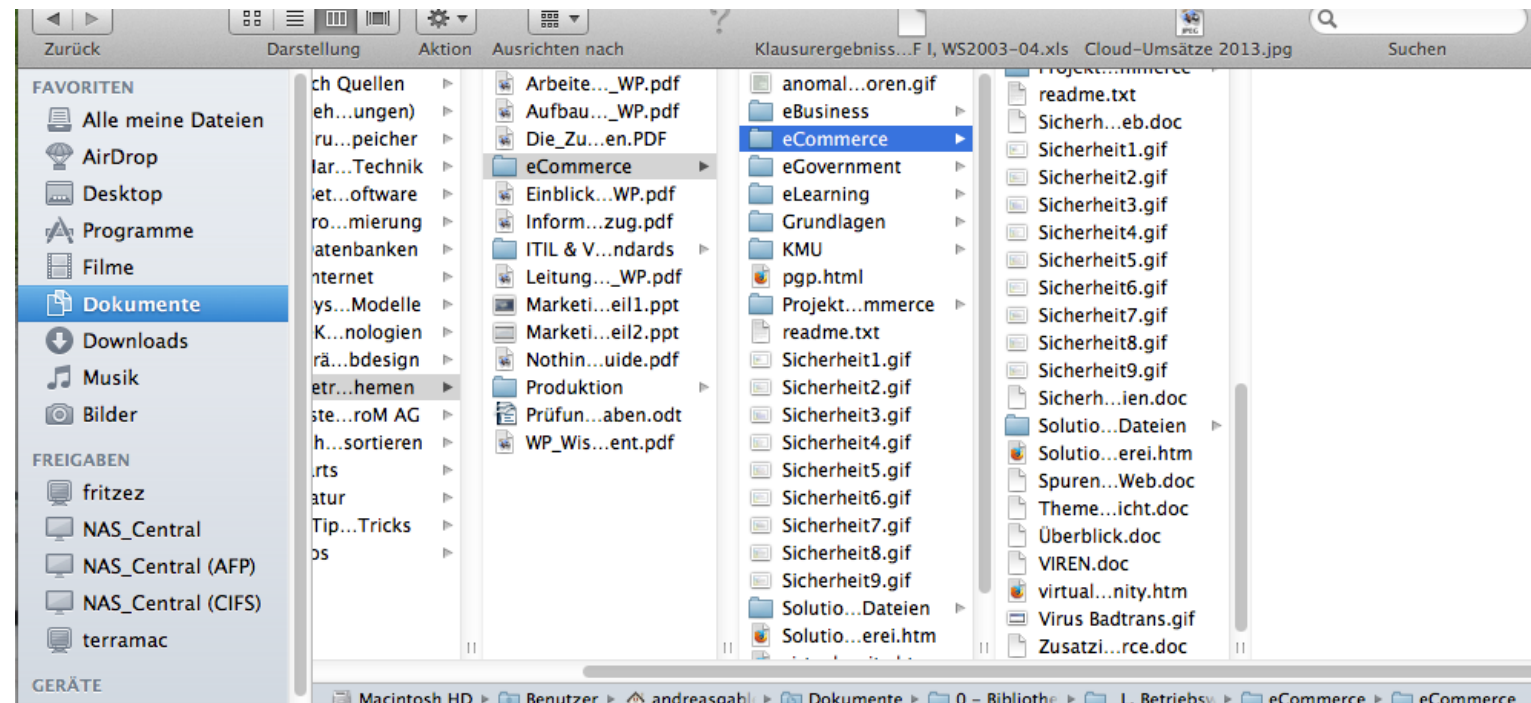 Zurück
Darstellung
Aktion
Ausrichten nach
Klausurergebniss...F I, WS2003-04.xls
Cloud-Umsätze 2013.jpg
Suchen
FAVORITEN
Alle meine Dateien
AirDrop
Desktop
Programme
Filme
Dokumente
Downloads
Musik
Bilder
FREIGABEN
fritzez
NAS_Central
NAS_Central (AFP)
NAS_Central (CIFS)
terramac
GERÄTE
ch Quellen
eh...ungen)
ru...peicher
lar...Technik
et...oftware
ro...mierung
atenbanken
nternet
ys...Modelle
K...nologien
rä...bdesign
etr...hemen
ste...roM AG
h...sortieren
rts
atur
Tip...Tricks
os
Arbeite..._WP.pdf
Aufbau..._WP.pdf
Die_Zu...en.PDF
eCommerce
Einblick...WP.pdf
Inform...zug.pdf
ITIL & V...ndards
Leitung..._WP.pdf
Marketi...eil1.ppt
Marketi...eil2.ppt
Nothin...uide.pdf
Produktion
Prüfun...aben.odt
WP_Wis...ent.pdf
anomal...oren.gif
eBusiness
eCommerce
eGovernment
eLearning
Grundlagen
KMU
pgp.html
Projekt...mmerce
readme.txt
Sicherheit1.gif
Sicherheit2.gif
Sicherheit3.gif
Sicherheit4.gif
Sicherheit5.gif
Sicherheit6.gif
Sicherheit7.gif
Sicherheit8.gif
Sicherheit9.gif
Solutio...Dateien
Solutio...erei.htm
Projekt...mmerce
readme.txt
Sicherh...eb.doc
Sicherheit1.gif
Sicherheit2.gif
Sicherheit3.gif
Sicherheit4.gif
Sicherheit5.gif
Sicherheit6.gif
Sicherheit7.gif
Sicherheit8.gif
Sicherheit9.gif
Sicherh...ien.doc
Solutio...Dateien
Solutio...erei.htm
Spuren...Web.doc
Theme...icht.doc
Überblick.doc
VIREN.doc
virtual...nity.htm
Virus Badtrans.gif
Zusatzi...rce.doc
Macintosh HD ▸ Benutzer ▸ andreasgabl ▸ Dokumente ▸ 0 – Bibliothe ▸ Betriebsw ▸ eCommerce ▸ eCommerce